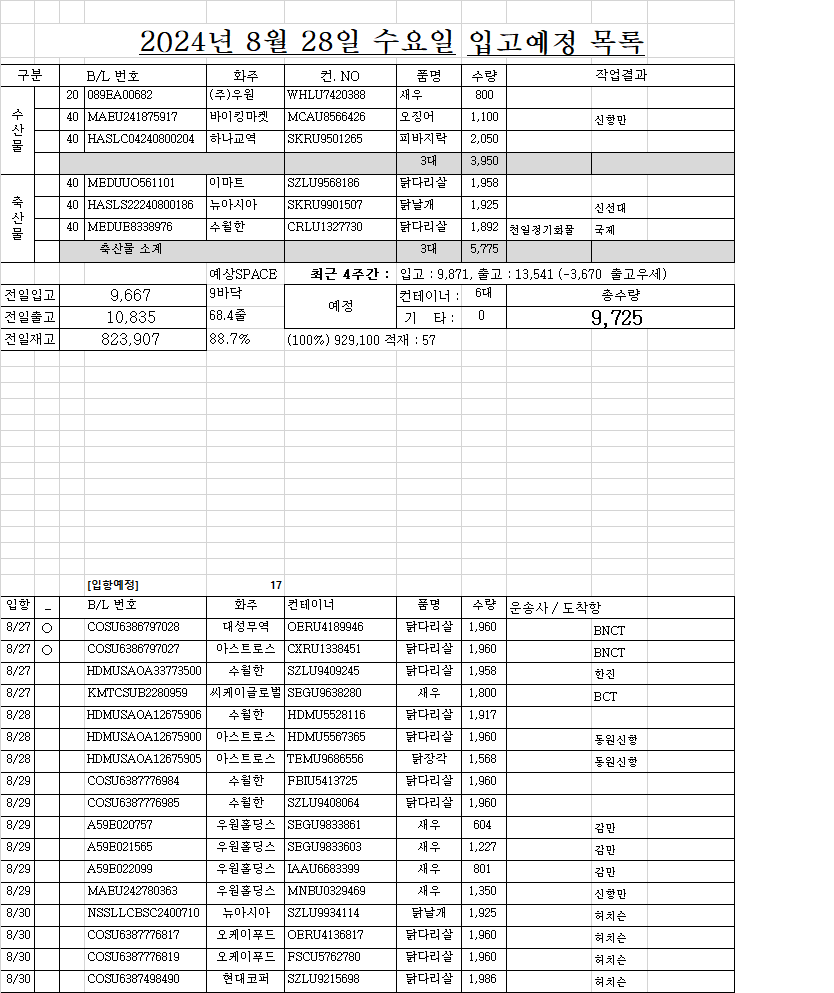 2024년 8월 28일 수요일 입고예정 목록
구분 B/L 번호 화주 컨. NO 품명 수량 작업결과
수산물
20 089EA00682 (주)우원 WHLU7420388 새우 800
40 MAEU241875917 바이킹마켓 MCAU8566426 오징어 1,100 신항만
40 HASLC04240800204 하나교역 SKRU9501265 피바지락 2,050
3대 3,950
축산물
40 MEDUUO561101 이마트 SZLU9568186 닭다리살 1,958
40 HASLS22240800186 뉴아시아 SKRU9901507 닭날개 1,925 신선대
40 MEDUE8338976 수월한 CRLU1327730 닭다리살 1,892 천일정기화물 국제
축산물 소계 3대 5,775
예상SPACE 최근 4주간 : 입고 : 9,871, 출고 : 13,541 (-3,670 출고우세)
전일입고 9,667 9바닥 예정 컨테이너 : 6대 총수량
전일출고 10,835 68.4줄 기 타 : 0 9,725
전일재고 823,907 88.7% (100%) 929,100 적재 : 57
[입항예정] 17
입항 _ B/L 번호 화주 컨테이너 품명 수량 운송사 / 도착항
8/27 ○ COSU6386797028 대성무역 OERU4189946 닭다리살 1,960 BNCT
8/27 ○ COSU6386797027 아스트로스 CXRU1338451 닭다리살 1,960 BNCT
8/27 HDMUSAOA33773500 수월한 SZLU9409245 닭다리살 1,958 한진
8/27 KMTCSUB2280959 씨케이글로벌 SEGU9638280 새우 1,800 BCT
8/28 HDMUSAOA12675906 수월한 HDMU5528116 닭다리살 1,917
8/28 HDMUSAOA12675900 아스트로스 HDMU5567365 닭다리살 1,960 동원신항
8/28 HDMUSAOA12675905 아스트로스 TEMU9686556 닭장각 1,568 동원신항
8/29 COSU6387776984 수월한 FBIU5413725 닭다리살 1,960
8/29 COSU6387776985 수월한 SZLU9408064 닭다리살 1,960
8/29 A59E020757 우원홀딩스 SEGU9833861 새우 604 감만
8/29 A59E021565 우원홀딩스 SEGU9833603 새우 1,227 감만
8/29 A59E022099 우원홀딩스 IAAU6683399 새우 801 감만
8/29 MAEU242780363 우원홀딩스 MNBU0329469 새우 1,350 신항만
8/30 NSSLLCBSC2400710 뉴아시아 SZLU9934114 닭날개 1,925 허치슨
8/30 COSU6387776817 오케이푸드 OERU4136817 닭다리살 1,960 허치슨
8/30 COSU6387776819 오케이푸드 FSCU5762780 닭다리살 1,960 허치슨
8/30 COSU6387498490 현대코퍼 SZLU9215698 닭다리살 1,986 허치슨